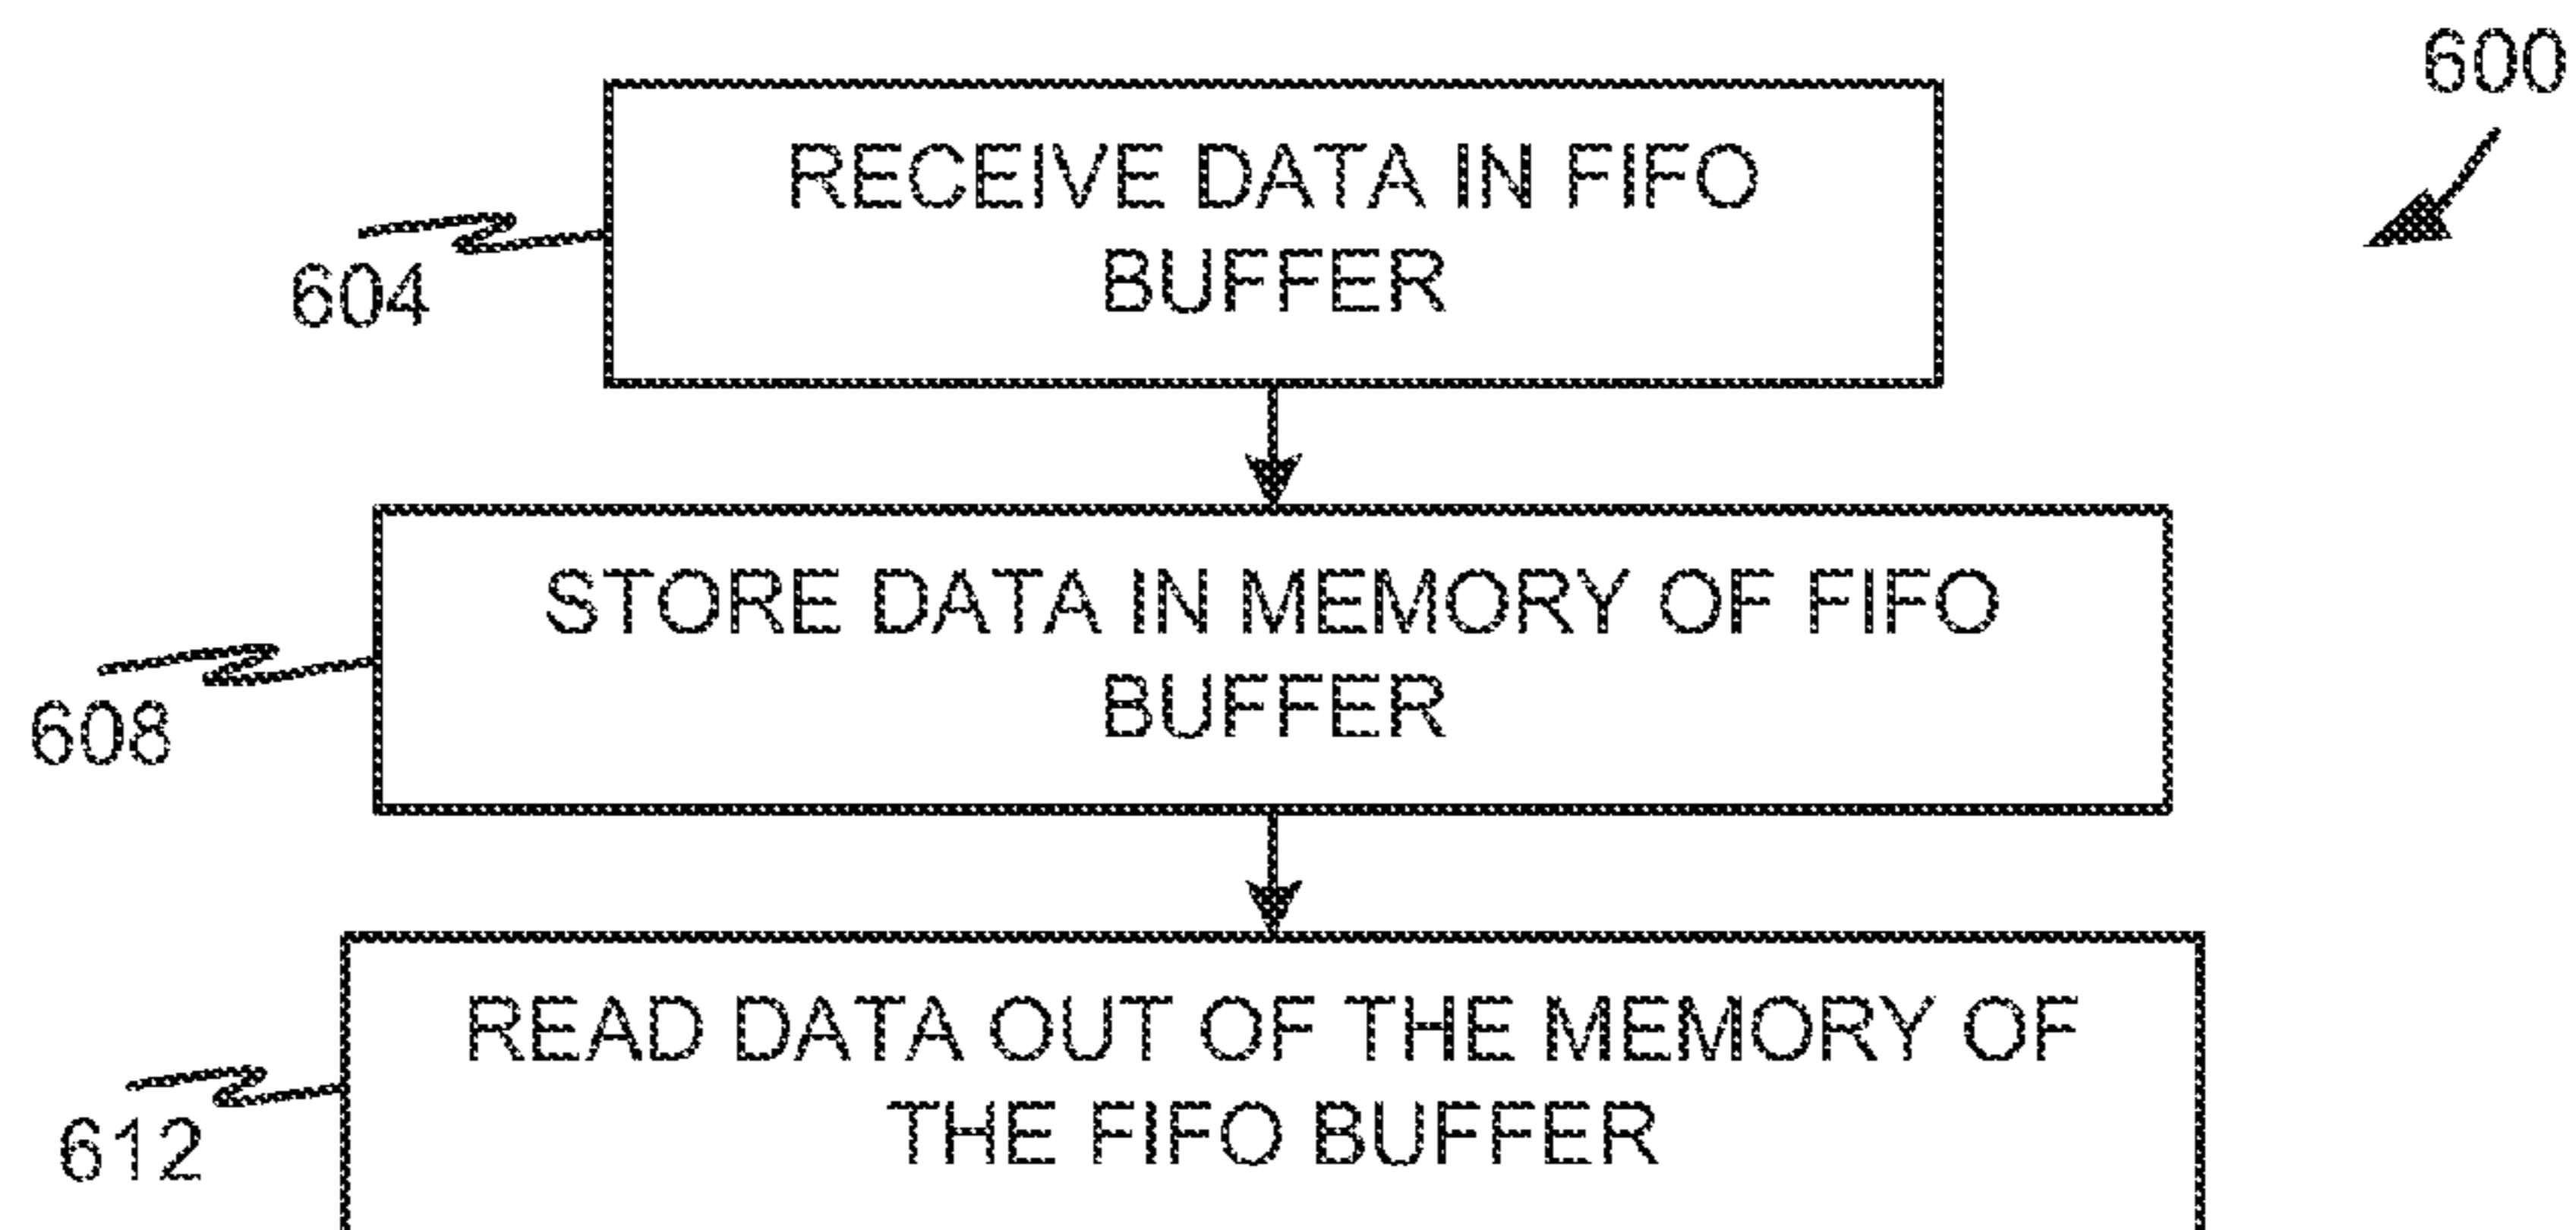 600
RECEIVE DATA IN FIFO
BUFFER
604
STORE DATA IN MEMORY OF FIFO
BUFFER
608
READ DATA OUT OF THE MEMORY OF
THE FIFO BUFFER
612